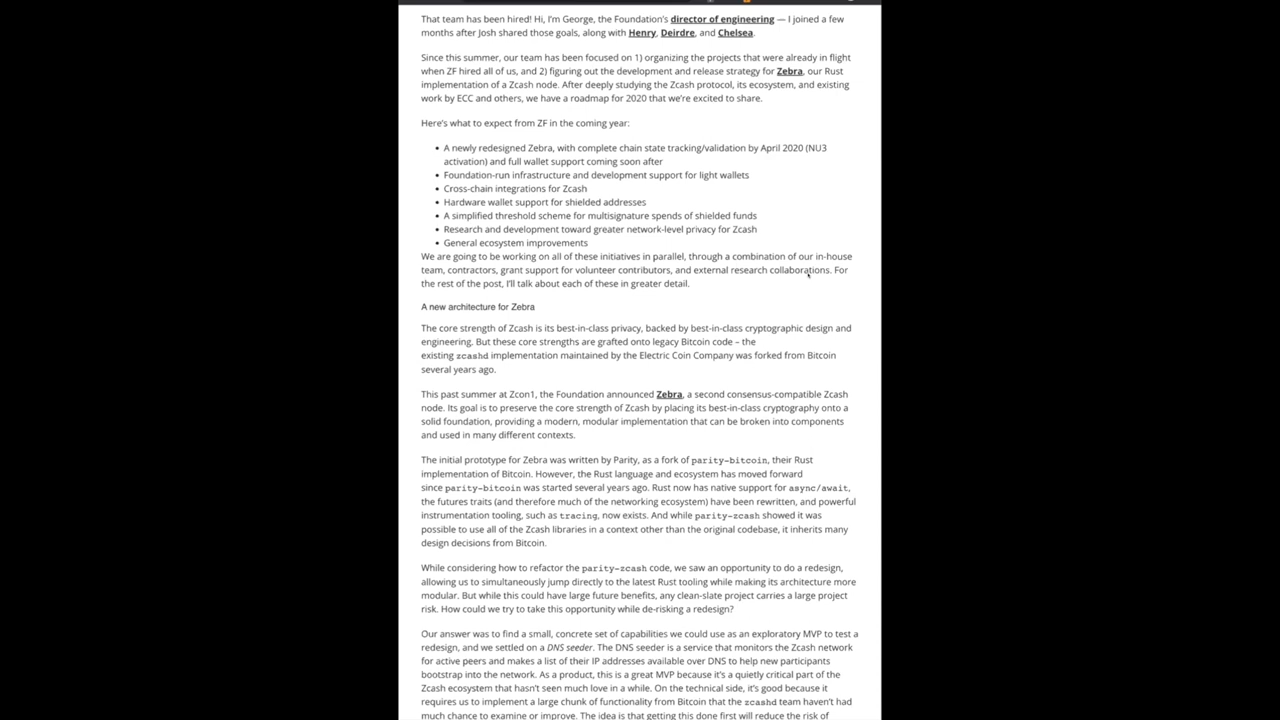 That team has been hired! Hi, I'm George, the Foundation's director of engineering — I joined a few
months after Josh shared those goals, along with Henry, Deirdre, and Chelsea.
Since this summer, our team has been focused on 1) organizing the projects that were already in flight
when ZF hired all of us, and 2) figuring out the development and release strategy for Zebra, our Rust
implementation of a Zcash node. After deeply studying the Zcash protocol, its ecosystem, and existing
work by ECC and others, we have a roadmap for 2020 that we're excited to share.
Here's what to expect from ZF in the coming year:
• A newly redesigned Zebra, with complete chain state tracking/validation by April 2020 (NU3
activation) and full wallet support coming soon after
• Foundation-run infrastructure and development support for light wallets
• Cross-chain integrations for Zcash
• Hardware wallet support for shielded addresses
• A simplified threshold scheme for multisignature spends of shielded funds
• Research and development toward greater network-level privacy for Zcash
• General ecosystem improvements
We are going to be working on all of these initiatives in parallel, through a combination of our in-house
team, contractors, grant support for volunteer contributors, and external research collaborations. For
the rest of the post, I'll talk about each of these in greater detail.
A new architecture for Zebra
The core strength of Zcash is its best-in-class privacy, backed by best-in-class cryptographic design and
engineering. But these core strengths are grafted onto legacy Bitcoin code – the
existing zcashd implementation maintained by the Electric Coin Company was forked from Bitcoin
several years ago.
This past summer at Zcon1, the Foundation announced Zebra, a second consensus-compatible Zcash
node. Its goal is to preserve the core strength of Zcash by placing its best-in-class cryptography onto a
solid foundation, providing a modern, modular implementation that can be broken into components
and used in many different contexts.
The initial prototype for Zebra was written by Parity, as a fork of parity-bitcoin, their Rust
implementation of Bitcoin. However, the Rust language and ecosystem has moved forward
since parity-bitcoin was started several years ago. Rust now has native support for async/await,
the futures traits (and therefore much of the networking ecosystem) have been rewritten, and powerful
instrumentation tooling, such as tracing, now exists. And while parity-zcash showed it was
possible to use all of the Zcash libraries in a context other than the original codebase, it inherits many
design decisions from Bitcoin.
While considering how to refactor the parity-zcash code, we saw an opportunity to do a redesign,
allowing us to simultaneously jump directly to the latest Rust tooling while making its architecture more
modular. But while this could have large future benefits, any clean-slate project carries a large project
risk. How could we try to take this opportunity while de-risking a redesign?
Our answer was to find a small, concrete set of capabilities we could use as an exploratory MVP to test a
redesign, and we settled on a DNS seeder. The DNS seeder is a service that monitors the Zcash network
for active peers and makes a list of their IP addresses available over DNS to help new participants
bootstrap into the network. As a product, this is a great MVP because it's a quietly critical part of the
Zcash ecosystem that hasn't seen much love in a while. On the technical side, it's good because it
requires us to implement a large chunk of functionality from Bitcoin that the zcashd team haven't had
much chance to examine or improve. The idea is that getting this done first will reduce the risk of